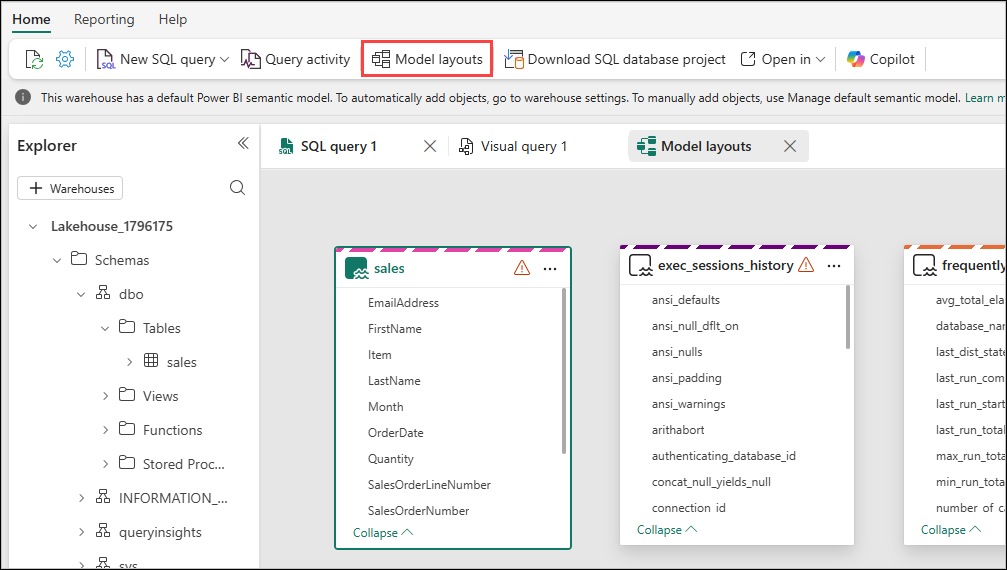 Home Reporting Help
SQL New SQL query Query activity Model layouts Download SQL database project Open in Copilot
This warehouse has a default Power BI semantic model. To automatically add objects, go to warehouse settings. To manually add objects, use Manage default semantic model. Learn m
Explorer
SQL SQL query 1 Visual query 1 Model layouts
+ Warehouses
Lakehouse_1796175
Schemas
dbo
Tables
sales
Views
Functions
Stored Proc...
INFORMATION_...
queryinsights
sys
sales
EmailAddress
FirstName
Item
LastName
Month
OrderDate
Quantity
SalesOrderLineNumber
SalesOrderNumber
Collapse
exec_sessions_history
ansi_defaults
ansi_null_dflt_on
ansi_nulls
ansi_padding
ansi_warnings
arithabort
authenticating_database_id
concat_null_yields_null
connection_id
Collapse
frequently
avg_total_ela
database_nam
last_dist_state
last_run_com
last_run_start
last_run_total
max_run_tota
min_run_tota
number_of_ca
Collapse